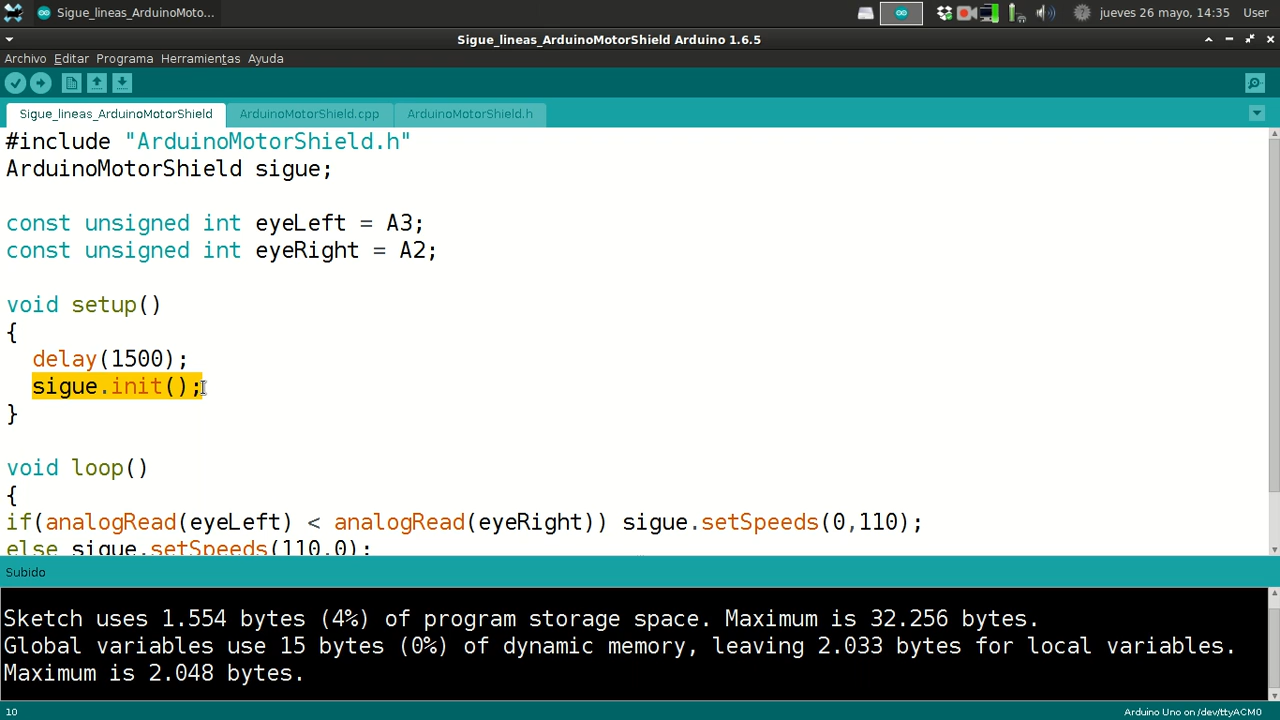 Sigue_lineas_ArduinoMoto...
jueves 26 mayo, 14:35 User
Sigue_lineas_ArduinoMotorShield Arduino 1.6.5
Archivo Editar Programa Herramientas Ayuda
Sigue_lineas_ArduinoMotorShield ArduinoMotorShield.cpp ArduinoMotorShield.h
#include "ArduinoMotorShield.h"
ArduinoMotorShield sigue;
const unsigned int eyeLeft = A3;
const unsigned int eyeRight = A2;
void setup()
{
delay(1500);
sigue.init();
}
void loop()
{
if(analogRead(eyeLeft) < analogRead(eyeRight)) sigue.setSpeeds(0,110);
else sigue.setSpeeds(110,0);
Subido
Sketch uses 1.554 bytes (4%) of program storage space. Maximum is 32.256 bytes.
Global variables use 15 bytes (0%) of dynamic memory, leaving 2.033 bytes for local variables.
Maximum is 2.048 bytes.
10
Arduino Uno on /dev/ttyACM0